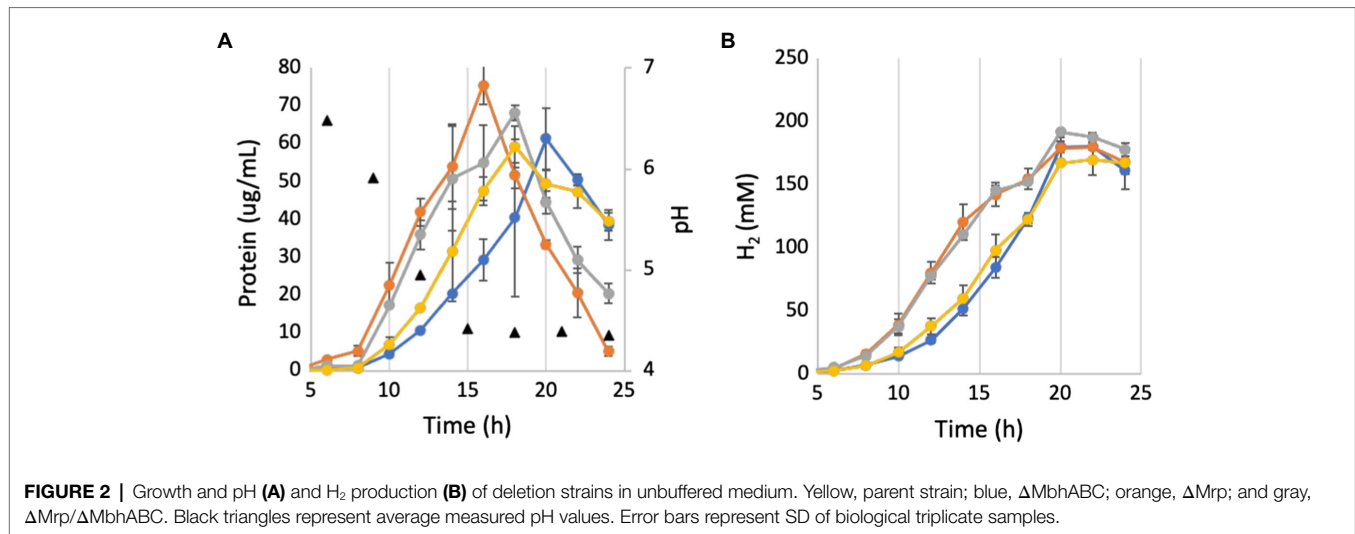 A
B
80
70
60
50
40
30
20
10
0
Protein (ug/mL)
7
6
5
4
pH
5 10 15 20 25
Time (h)
250
200
150
100
50
0
H₂ (mM)
5 10 15 20 25
Time (h)
FIGURE 2 | Growth and pH (A) and H₂ production (B) of deletion strains in unbuffered medium. Yellow, parent strain; blue, ΔMbhABC; orange, ΔMrp; and gray,
ΔMrp/ΔMbhABC. Black triangles represent average measured pH values. Error bars represent SD of biological triplicate samples.